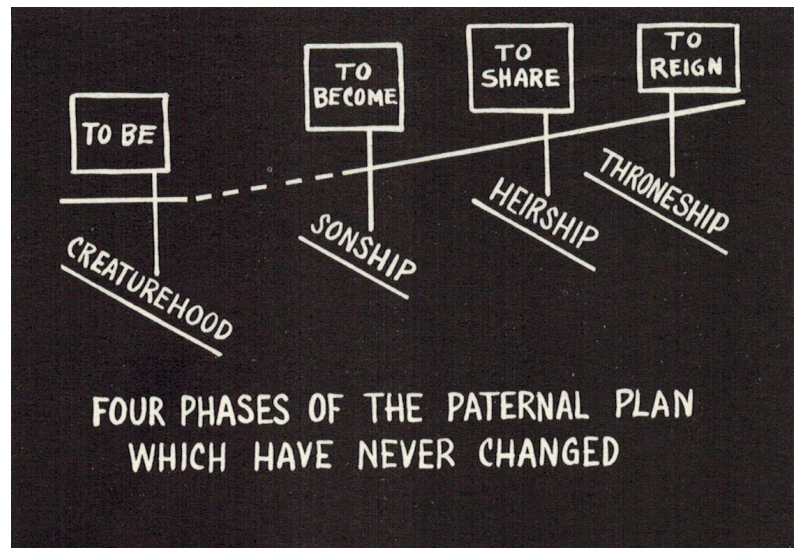 TO BE
TO
BECOME
TO
SHARE
TO
REIGN
CREATUREHOOD
SONSHIP
HEIRSHIP
THRONESHIP
FOUR PHASES OF THE PATERNAL PLAN
WHICH HAVE NEVER CHANGED